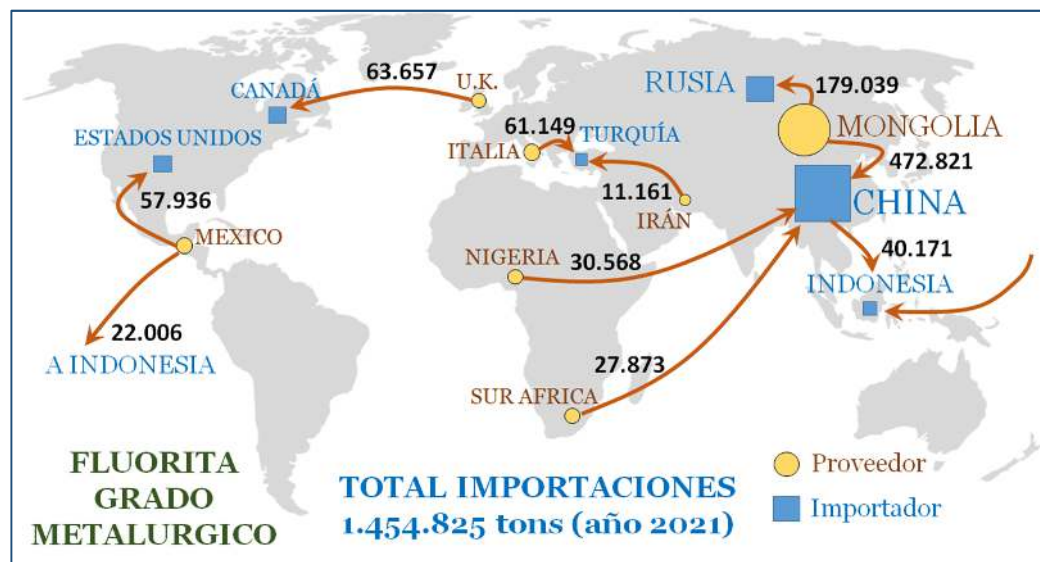 CANADÁ
63.657
U.K.
RUSIA
179.039
ESTADOS UNIDOS
61.149
TURQUÍA
ITALIA
MONGOLIA
472.821
57.936
11.161
IRÁN
CHINA
MEXICO
NIGERIA
30.568
40.171
INDONESIA
22.006
A INDONESIA
27.873
SUR AFRICA
FLUORITA
GRADO
METALURGICO
TOTAL IMPORTACIONES
1.454.825 tons (año 2021)
Proveedor
Importador